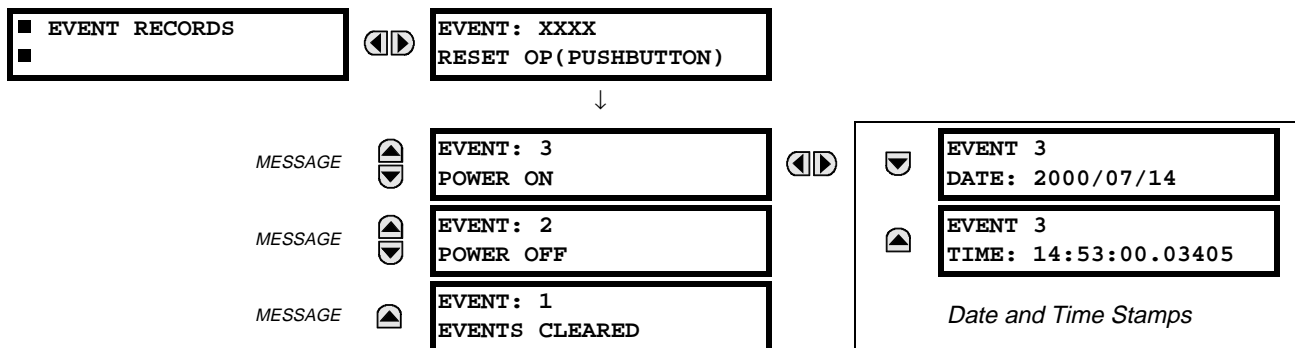 EVENT RECORDS
EVENT: XXXX
RESET OP(PUSHBUTTON)
↓
MESSAGE
EVENT: 3
POWER ON
EVENT 3
DATE: 2000/07/14
MESSAGE
EVENT: 2
POWER OFF
EVENT 3
TIME: 14:53:00.03405
MESSAGE
EVENT: 1
EVENTS CLEARED
Date and Time Stamps